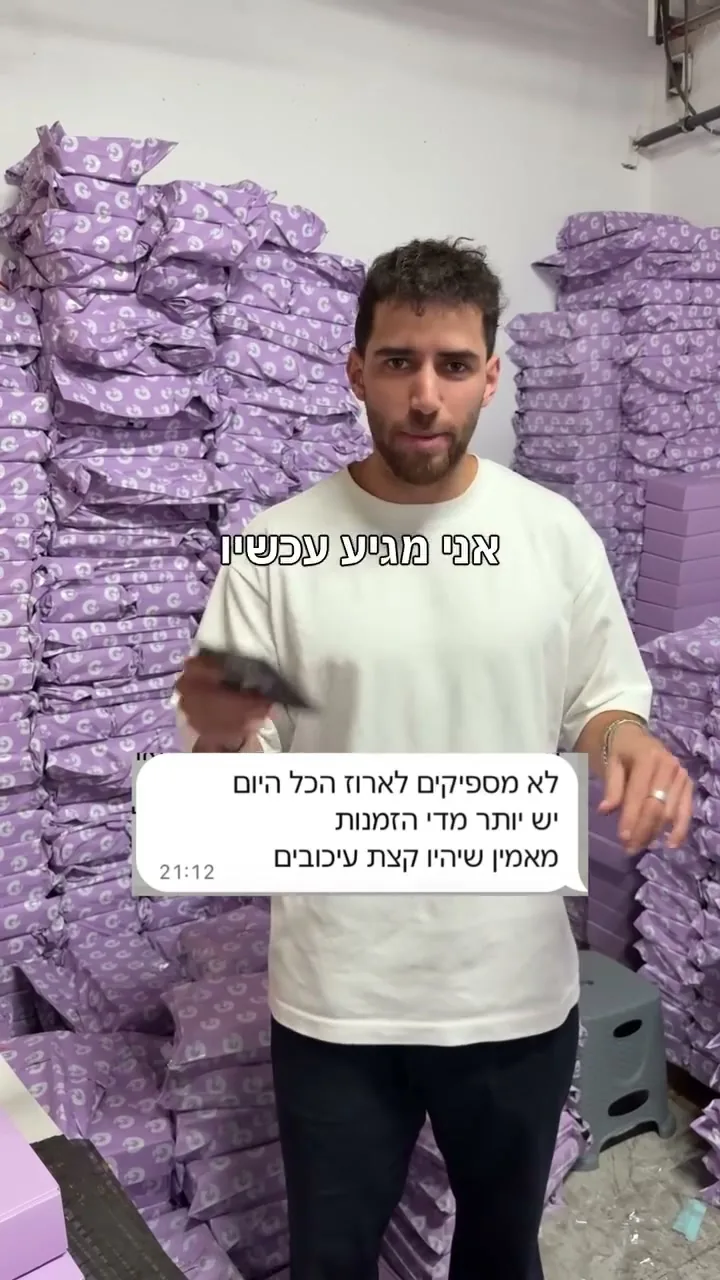 אני מגיע עכשיו
לא מספיקים לארוז הכל היום
יש יותר מדי הזמנות
מאמין שיהיו קצת עיכובים
21:12